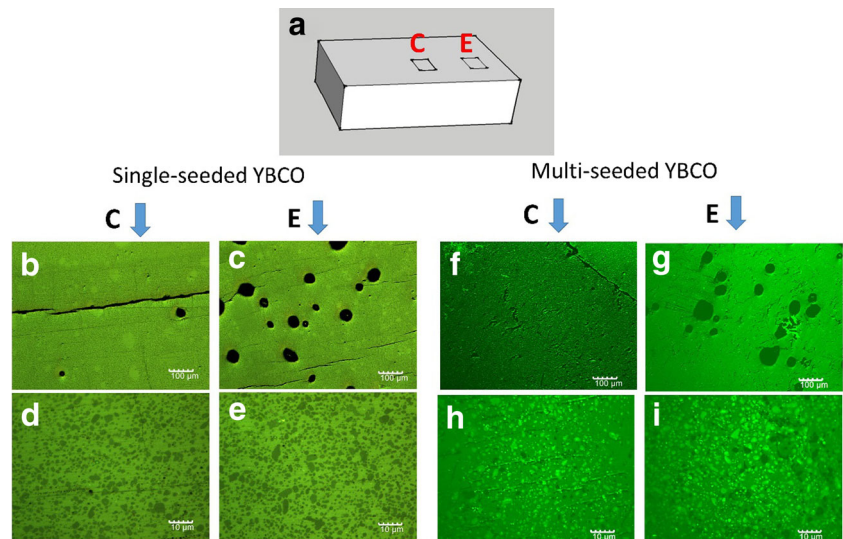 a
C E
Single-seeded YBCO
Multi-seeded YBCO
C E
C E
b
100 µm
c
100 µm
f
100 µm
g
100 µm
d
10 µm
e
10 µm
h
10 µm
i
10 µm